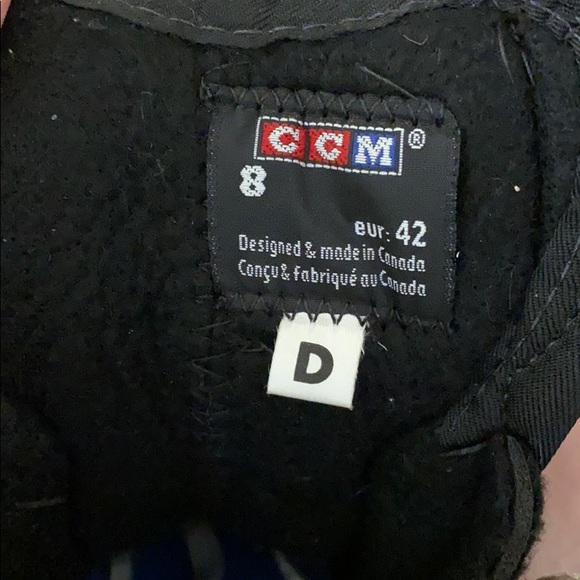 CCM®
8
eur: 42
Designed & made in Canada
Conçu & fabriqué au Canada
D